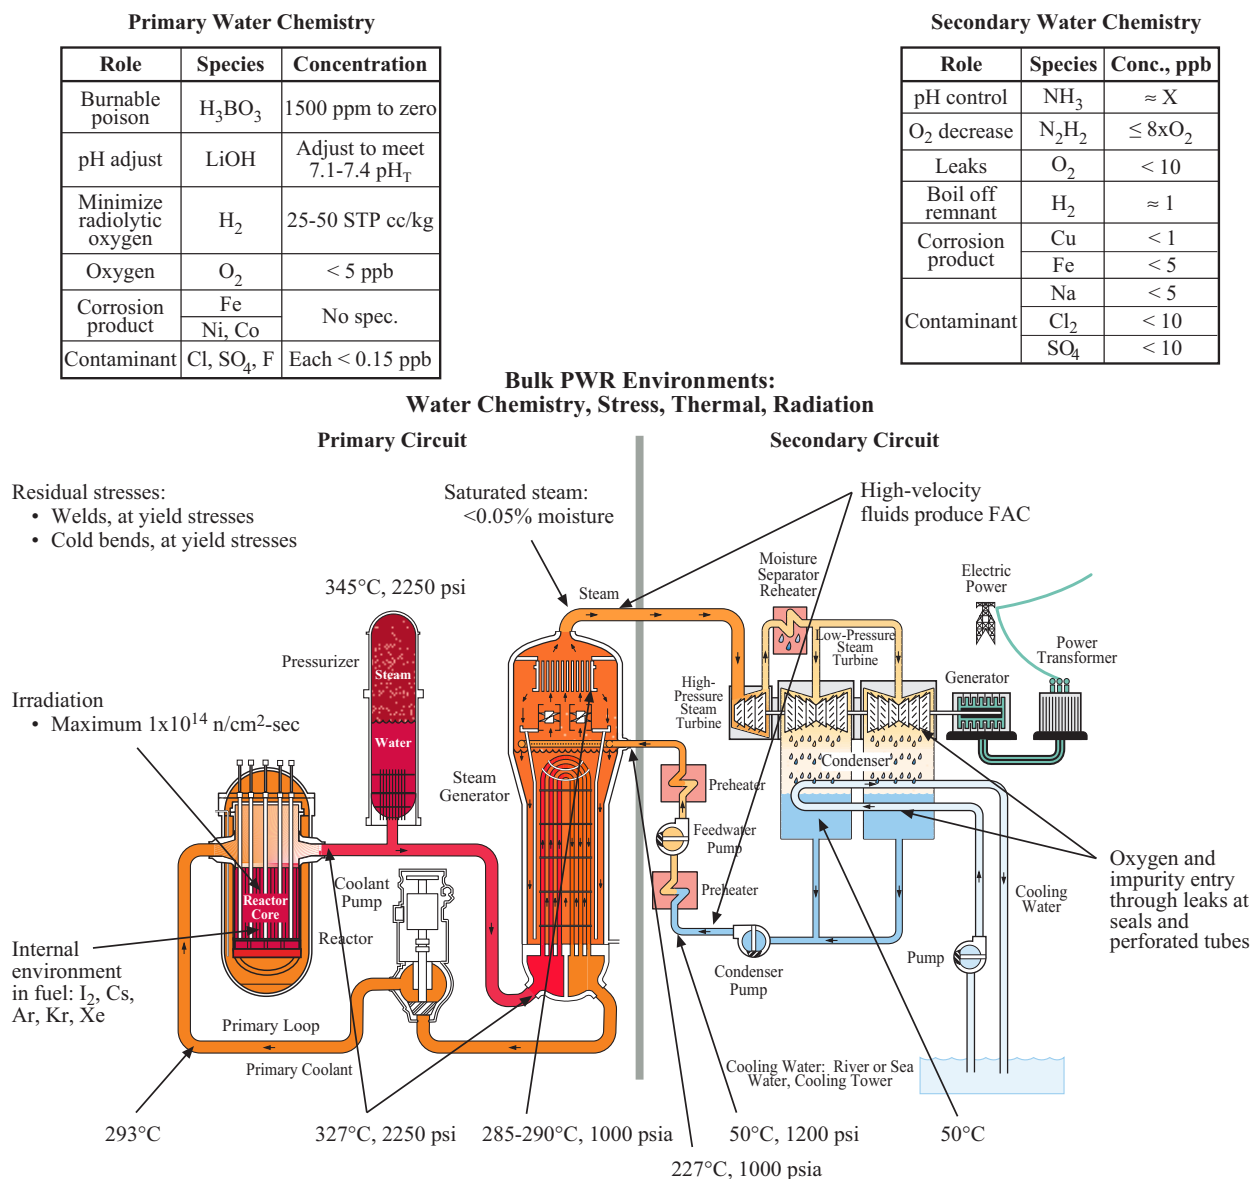 Primary Water Chemistry
Role Species Concentration
Burnable
poison
H3BO3
1500 ppm to zero
pH adjust
LiOH
Adjust to meet
7.1-7.4 pHT
Minimize
radiolytic
oxygen
H2
25-50 STP cc/kg
Oxygen
O2
< 5 ppb
Corrosion
product
Fe
Ni, Co
No spec.
Contaminant
Cl, SO4, F
Each < 0.15 ppb
Secondary Water Chemistry
Role Species Conc., ppb
pH control NH3 ≈ X
O2 decrease N2H2 ≤ 8xO2
Leaks O2 < 10
Boil off
remnant
H2
≈ 1
Corrosion
product
Cu < 1
Fe < 5
Contaminant
Na < 5
Cl2 < 10
SO4 < 10
Bulk PWR Environments:
Water Chemistry, Stress, Thermal, Radiation
Primary Circuit
Secondary Circuit
Residual stresses:
• Welds, at yield stresses
• Cold bends, at yield stresses
Saturated steam:
<0.05% moisture
High-velocity
fluids produce FAC
345°C, 2250 psi
Steam
Moisture
Separator
Reheater
Electric
Power
Low-Pressure
Steam
Turbine
Power
Transformer
Pressurizer
Steam
Water
High-
Pressure
Steam
Turbine
Generator
Irradiation
• Maximum 1x10¹⁴ n/cm²-sec
Steam
Generator
Condenser
Preheater
Feedwater
Pump
Preheater
Coolant
Pump
Reactor
Core
Reactor
Cooling
Water
Oxygen and
impurity entry
through leaks at
seals and
perforated tubes
Internal
environment
in fuel: I2, Cs,
Ar, Kr, Xe
Pump
Condenser
Pump
Primary Loop
Primary Coolant
Cooling Water: River or Sea
Water, Cooling Tower
293°C
327°C, 2250 psi
285-290°C, 1000 psia
50°C, 1200 psi
50°C
227°C, 1000 psia